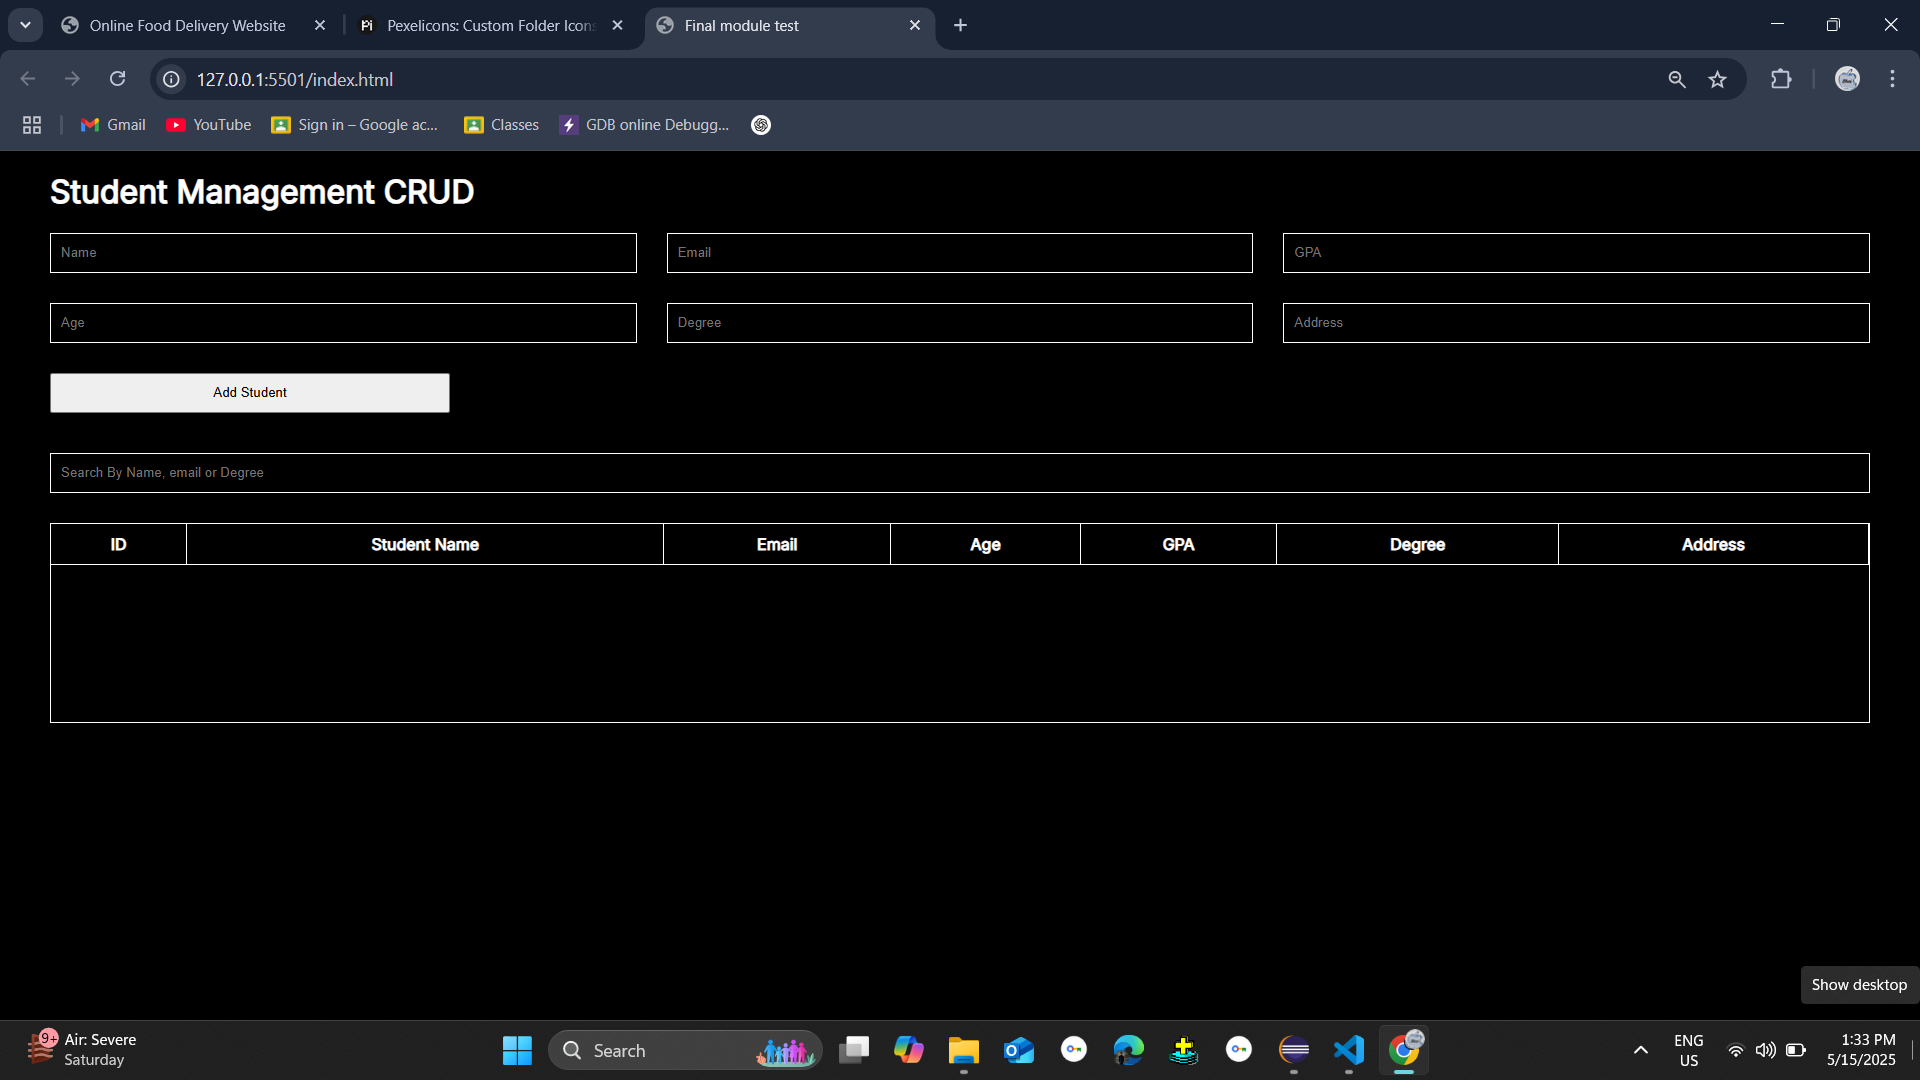 Online Food Delivery Website
Pexelicons: Custom Folder Icons
Final module test
127.0.0.1:5501/index.html
Gmail
YouTube
Sign in – Google ac...
Classes
GDB online Debugg...
Student Management CRUD
Name
Email
GPA
Age
Degree
Address
Add Student
Search By Name, email or Degree
ID
Student Name
Email
Age
GPA
Degree
Address
Show desktop
9+
Air: Severe
Saturday
Search
ENG
US
1:33 PM
5/15/2025